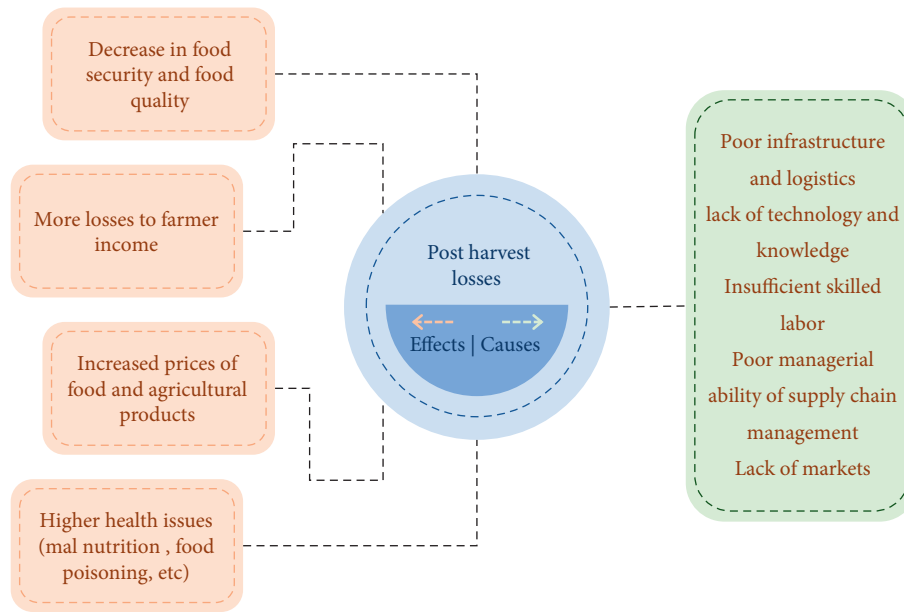 Decrease in food
security and food
quality
More losses to farmer
income
Increased prices of
food and agricultural
products
Higher health issues
(mal nutrition , food
poisoning, etc)
Post harvest
losses
Effects | Causes
Poor infrastructure
and logistics
lack of technology and
knowledge
Insufficient skilled
labor
Poor managerial
ability of supply chain
management
Lack of markets